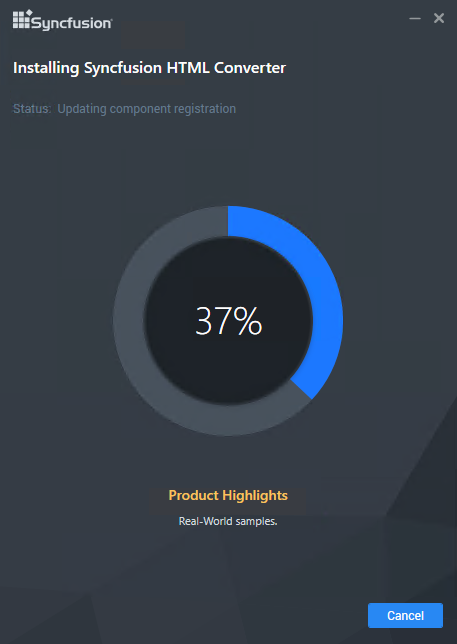 Syncfusion
Installing Syncfusion HTML Converter
Status: Updating component registration
37%
Product Highlights
Real-World samples.
Cancel